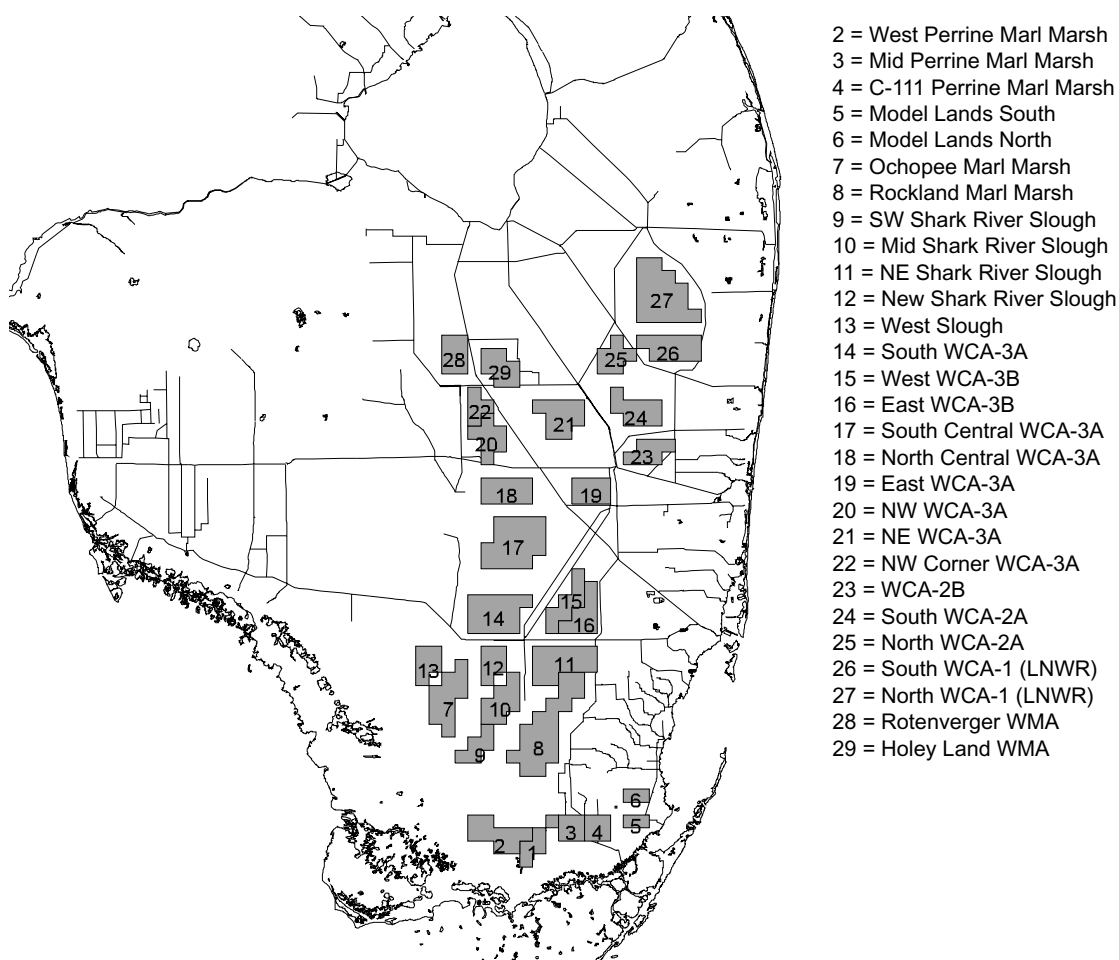 2 = West Perrine Marl Marsh
3 = Mid Perrine Marl Marsh
4 = C-111 Perrine Marl Marsh
5 = Model Lands South
6 = Model Lands North
7 = Ochopee Marl Marsh
8 = Rockland Marl Marsh
9 = SW Shark River Slough
10 = Mid Shark River Slough
11 = NE Shark River Slough
12 = New Shark River Slough
13 = West Slough
14 = South WCA-3A
15 = West WCA-3B
16 = East WCA-3B
17 = South Central WCA-3A
18 = North Central WCA-3A
19 = East WCA-3A
20 = NW WCA-3A
21 = NE WCA-3A
22 = NW Corner WCA-3A
23 = WCA-2B
24 = South WCA-2A
25 = North WCA-2A
26 = South WCA-1 (LNWR)
27 = North WCA-1 (LNWR)
28 = Rotenverger WMA
29 = Holey Land WMA
27
28
29
25
26
22
21
24
20
23
18
19
17
14
15
16
13
12
11
7
10
9
8
6
2
1
3
4
5